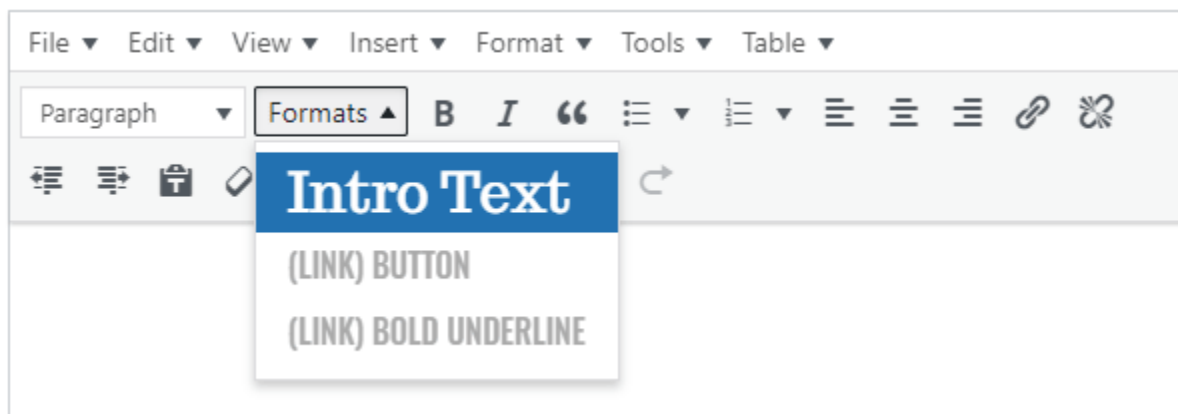 File Edit View Insert Format Tools Table
Paragraph Formats B I
Intro Text
(LINK) BUTTON
(LINK) BOLD UNDERLINE